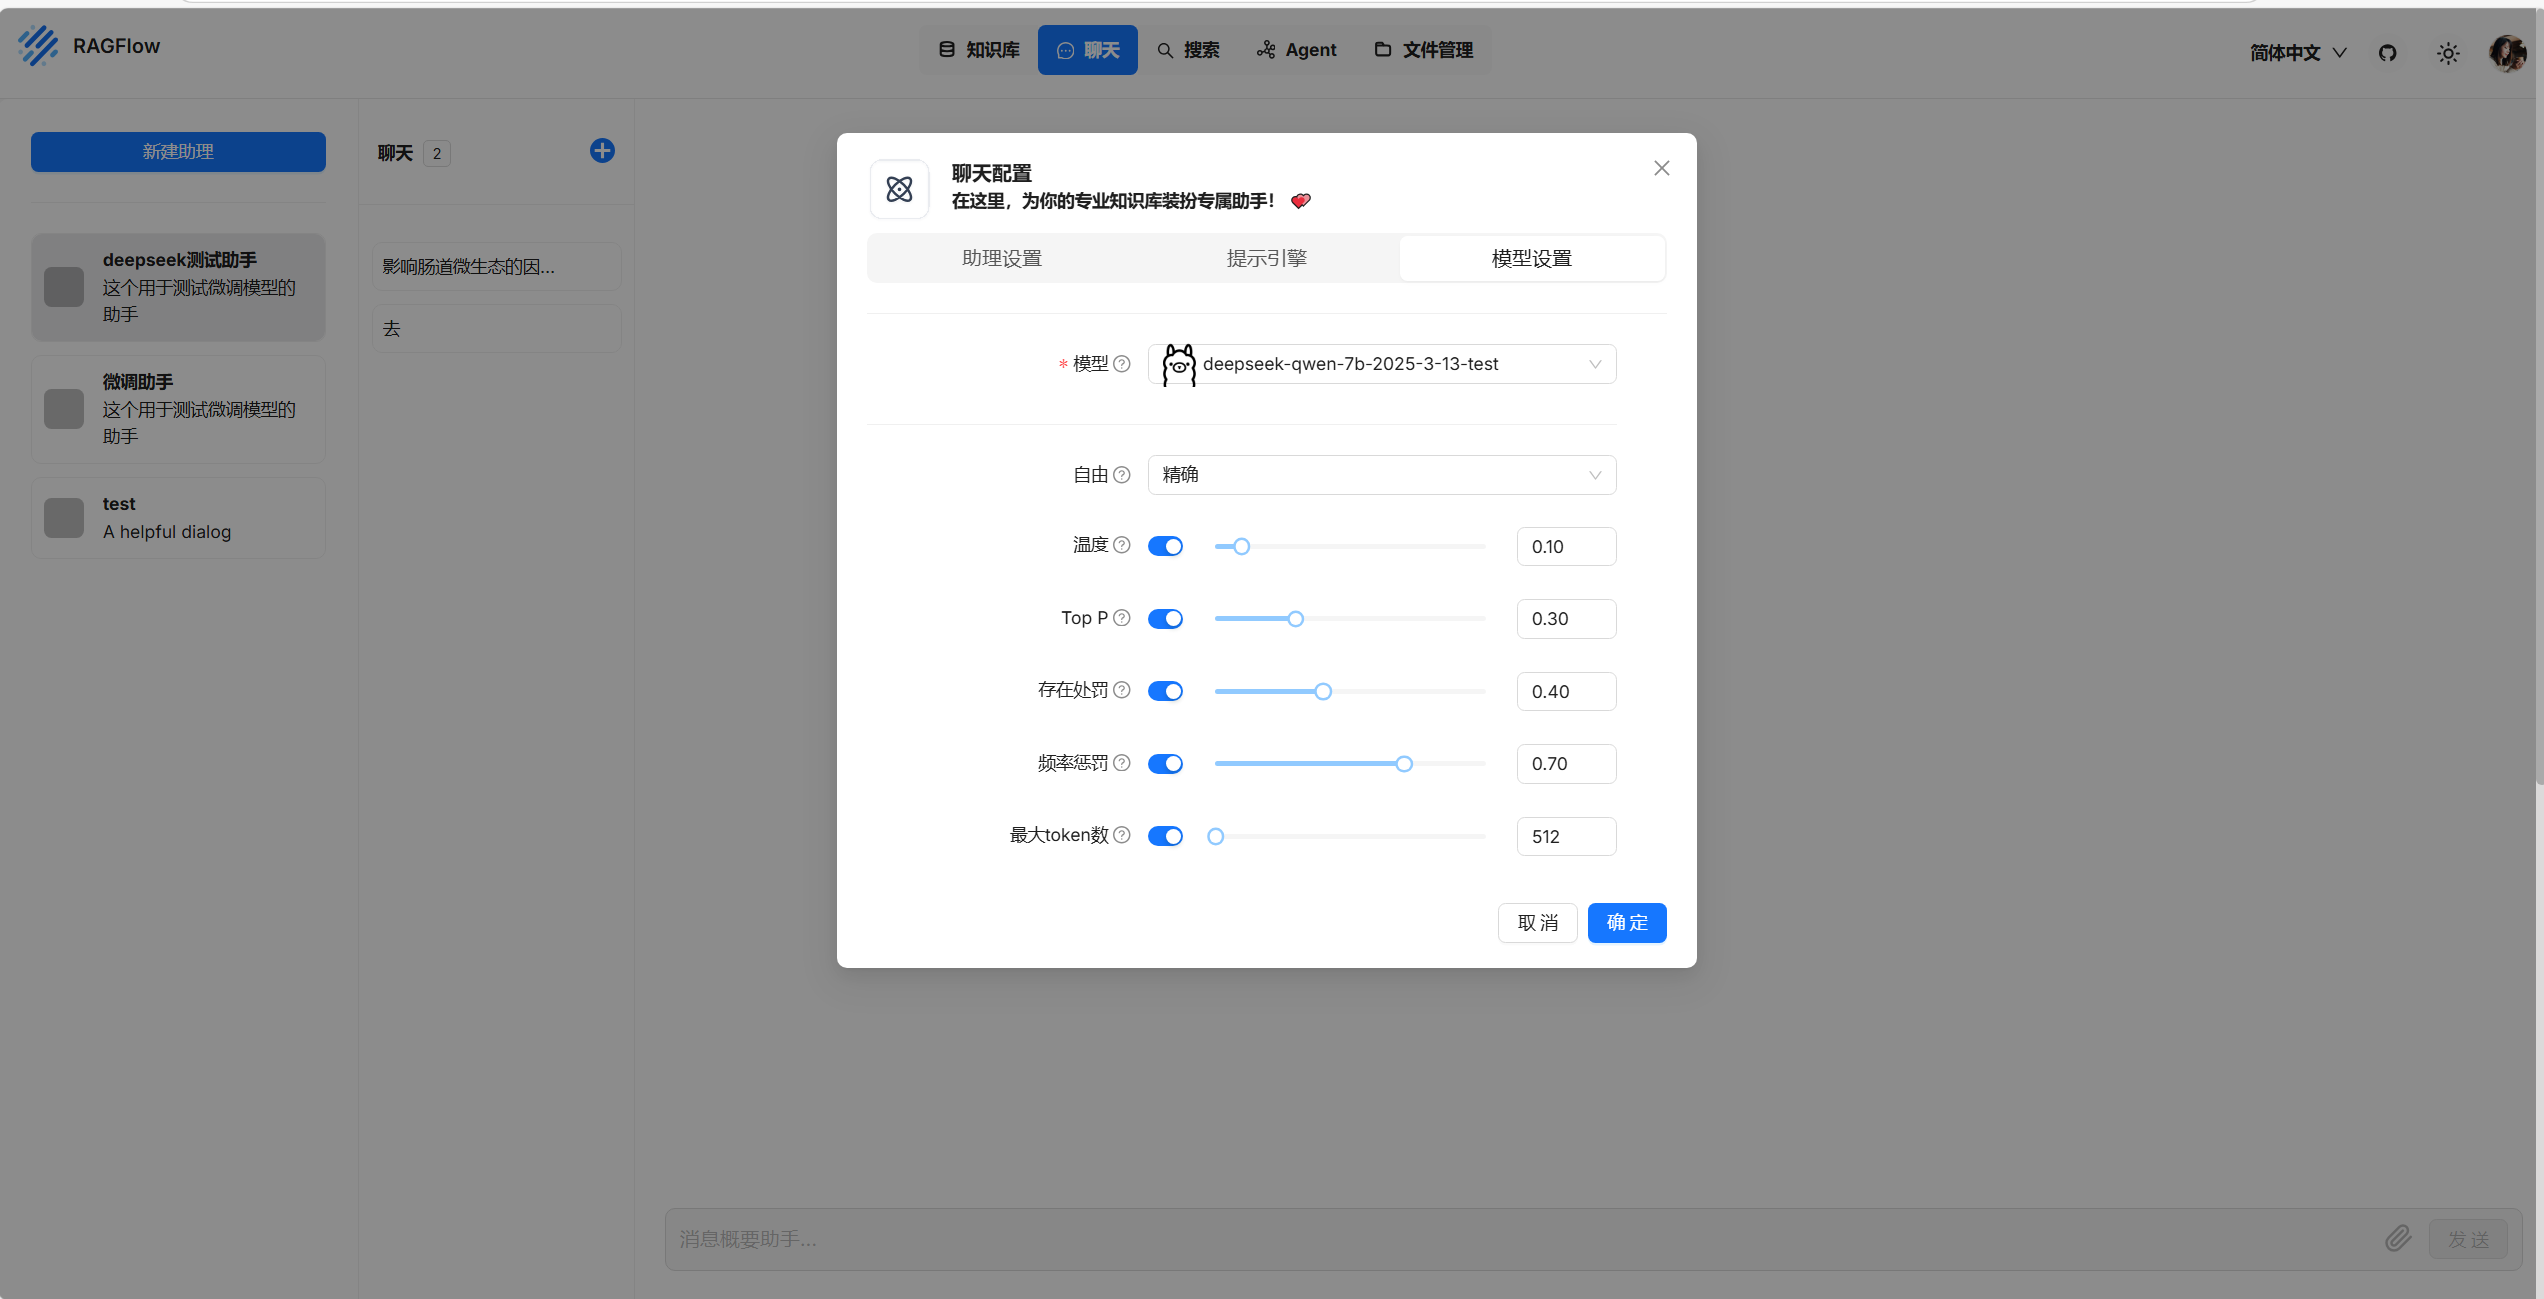 RAGFlow
知识库
聊天
搜索
Agent
文件管理
简体中文
新建助理
deepseek测试助手
这个用于测试微调模型的
助手
微调助手
这个用于测试微调模型的
助手
test
A helpful dialog
聊天 2
影响肠道微生态的因...
去
聊天配置
在这里，为你的专业知识库装扮专属助手！ 💕
助理设置
提示引擎
模型设置
* 模型 deepseek-qwen-7b-2025-3-13-test
自由 精确
温度 0.10
Top P 0.30
存在处罚 0.40
频率惩罚 0.70
最大token数 512
取消
确定
消息概要助手...
发送